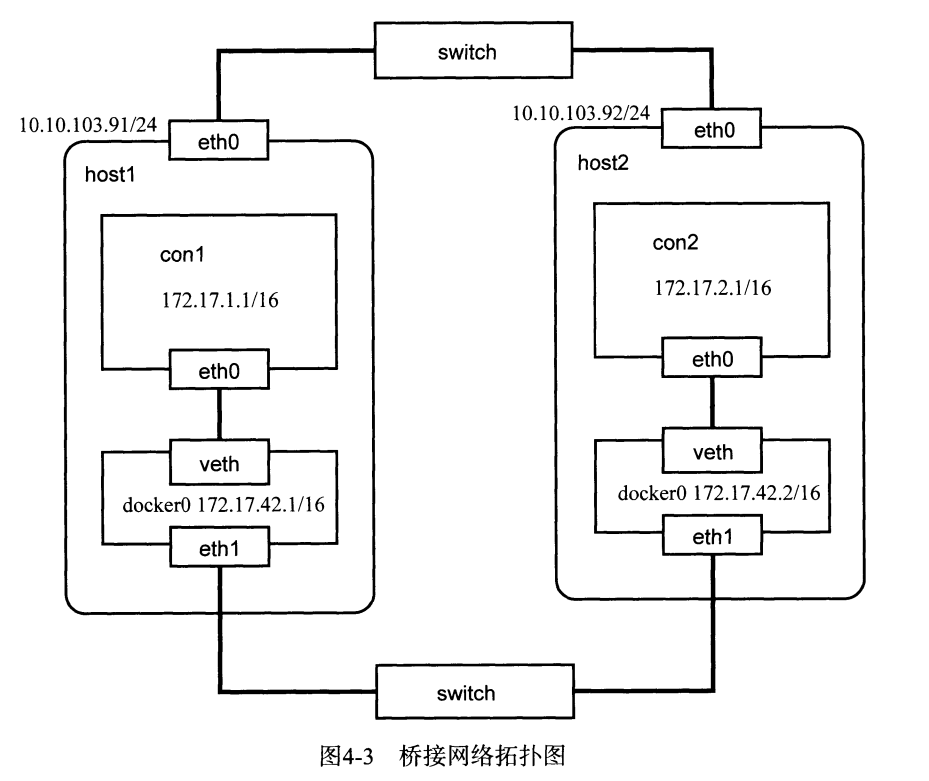 switch
10.10.103.91/24
eth0
host1
con1
172.17.1.1/16
eth0
veth
docker0 172.17.42.1/16
eth1
10.10.103.92/24
eth0
host2
con2
172.17.2.1/16
eth0
veth
docker0 172.17.42.2/16
eth1
switch
图4-3 桥接网络拓扑图